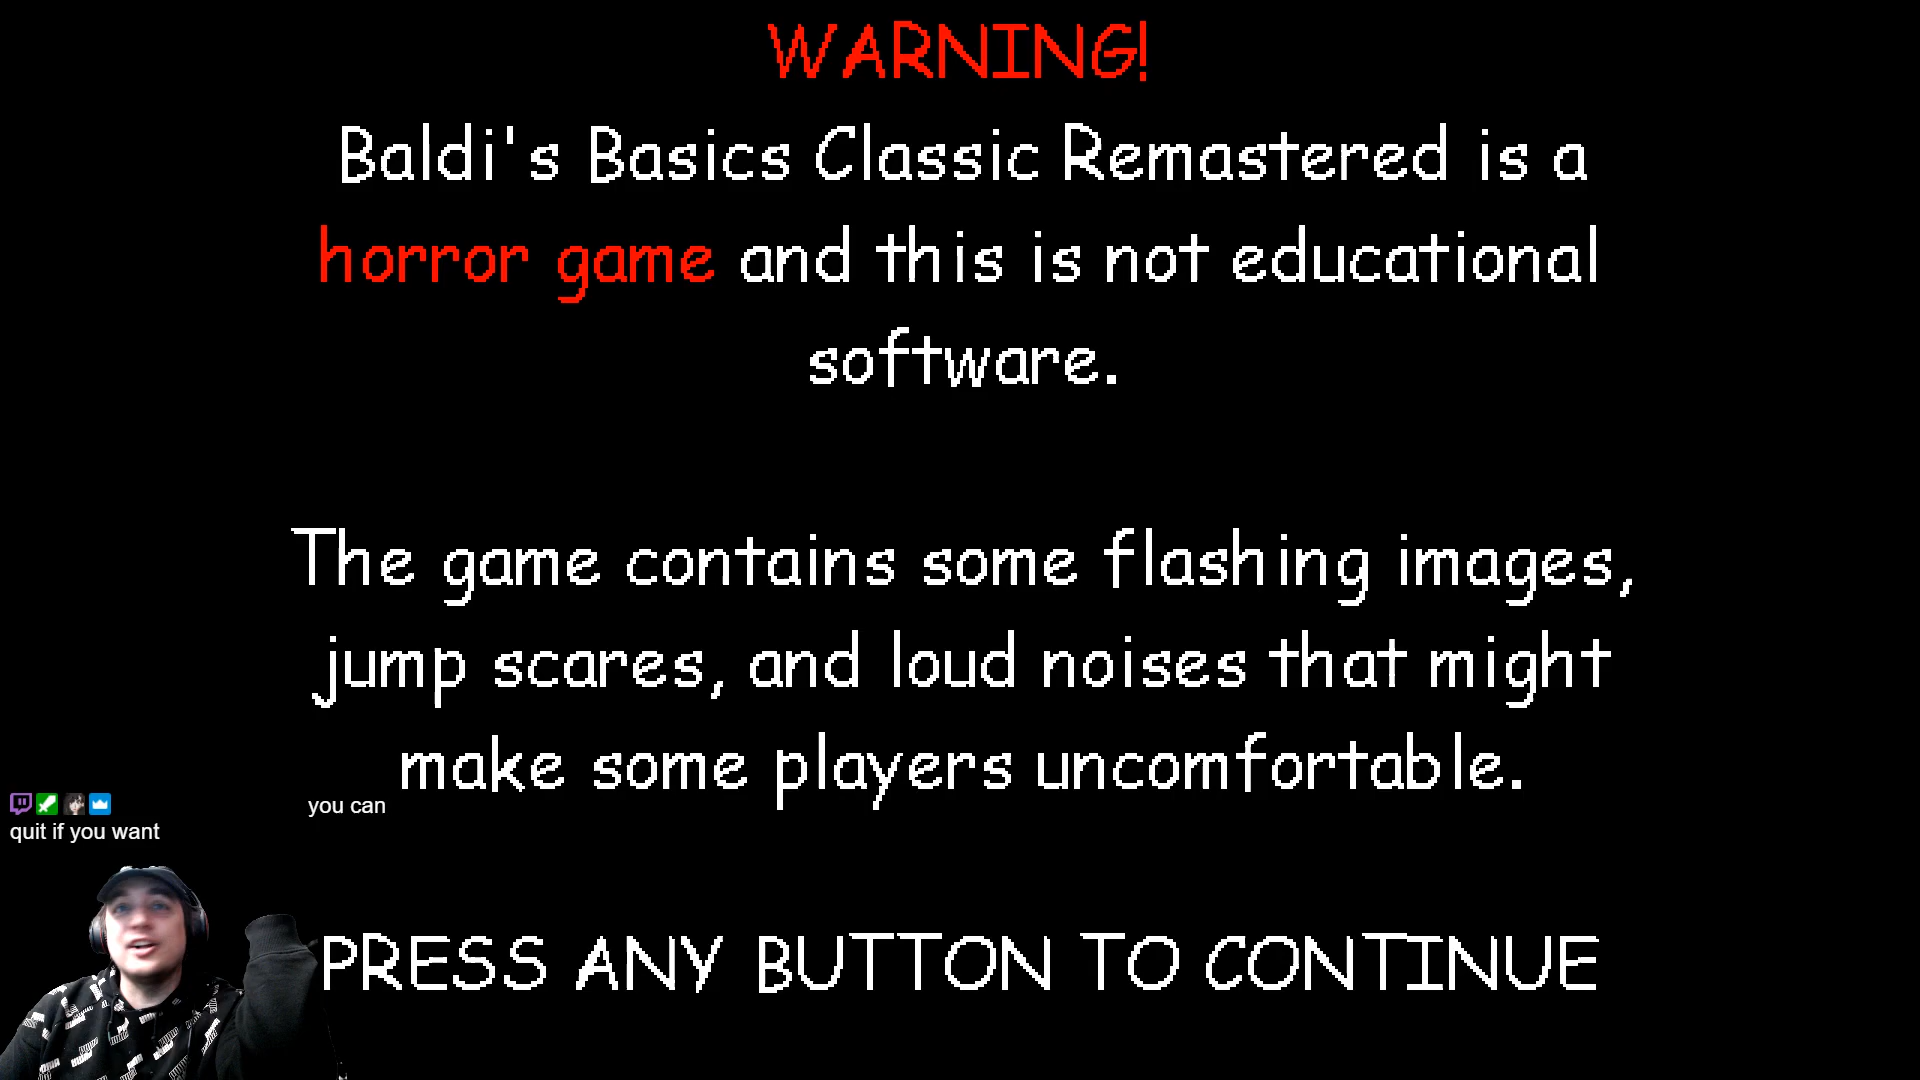 WARNING!
Baldi's Basics Classic Remastered is a
horror game and this is not educational
software.
The game contains some flashing images,
jump scares, and loud noises that might
make some players uncomfortable.
you can
quit if you want
PRESS ANY BUTTON TO CONTINUE